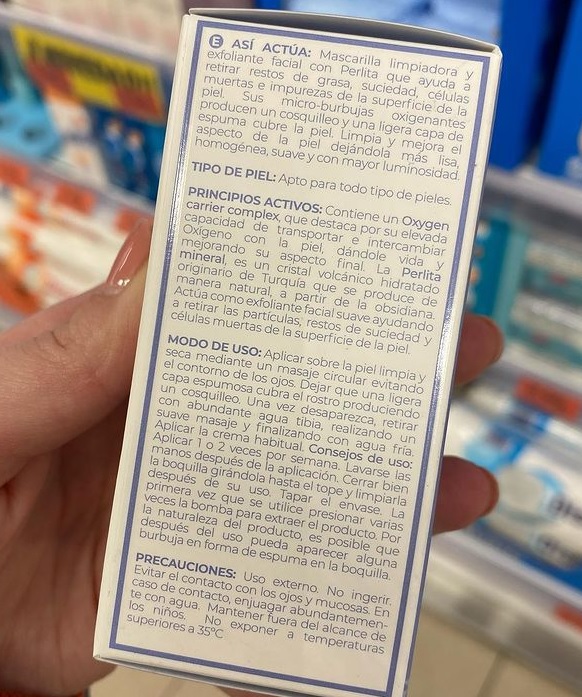 E ASÍ ACTÚA: Mascarilla limpiadora y
exfoliante facial con Perlita que ayuda a
retirar restos de grasa, suciedad, células
muertas e impurezas de la superficie de la
piel. Sus micro-burbujas oxigenantes
producen un cosquilleo y una ligera capa de
espuma cubre la piel. Limpia y mejora el
aspecto de la piel dejándola más lisa,
homogénea, suave y con mayor luminosidad.
TIPO DE PIEL: Apto para todo tipo de pieles.
PRINCIPIOS ACTIVOS: Contiene un Oxygen
carrier complex, que destaca por su elevada
capacidad de transportar e intercambiar
Oxígeno con la piel, dándole vida y
mejorando su aspecto final. La Perlita
mineral, es un cristal volcánico hidratado
originario de Turquía que se produce de
manera natural, a partir de la obsidiana.
Actúa como exfoliante facial suave ayudando
a retirar las partículas, restos de suciedad y
células muertas de la superficie de la piel.
MODO DE USO: Aplicar sobre la piel limpia y
seca mediante un masaje circular evitando
el contorno de los ojos. Dejar que una ligera
capa espumosa cubra el rostro produciendo
un cosquilleo. Una vez desaparezca, retirar
con abundante agua tibia, realizando un
suave masaje y finalizando con agua fría.
Aplicar la crema habitual. Consejos de uso:
Aplicar 1 o 2 veces por semana. Lavarse las
manos después de la aplicación. Cerrar bien
la boquilla girándola hasta el tope y limpiarla
después de su uso. Tapar el envase. La
primera vez que se utilice presionar varias
veces la bomba para extraer el producto. Por
la naturaleza del producto, es posible que
después del uso pueda aparecer alguna
burbuja en forma de espuma en la boquilla.
PRECAUCIONES: Uso externo. No ingerir.
Evitar el contacto con los ojos y mucosas. En
caso de contacto, enjuagar abundantemen-
te con agua. Mantener fuera del alcance de
los niños. No exponer a temperaturas
superiores a 35ºC